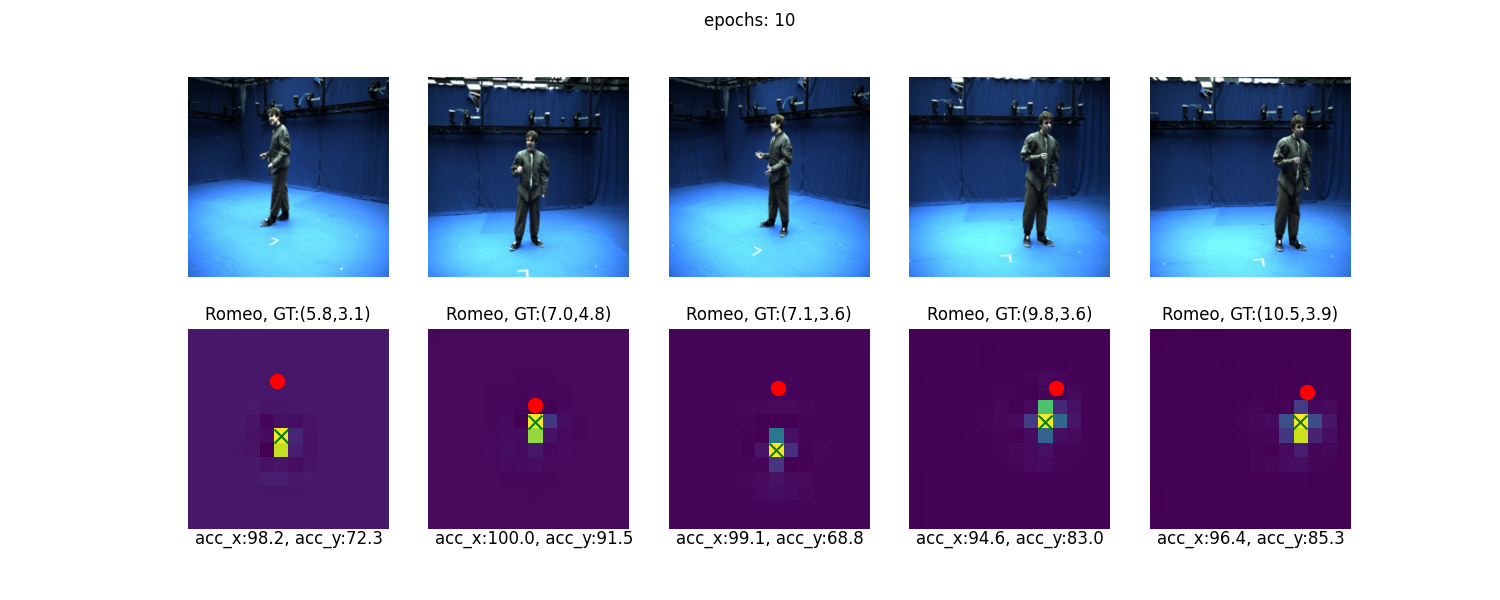 epochs: 10
Romeo, GT:(5.8,3.1)
Romeo, GT:(7.0,4.8)
Romeo, GT:(7.1,3.6)
Romeo, GT:(9.8,3.6)
Romeo, GT:(10.5,3.9)
acc_x:98.2, acc_y:72.3
acc_x:100.0, acc_y:91.5
acc_x:99.1, acc_y:68.8
acc_x:94.6, acc_y:83.0
acc_x:96.4, acc_y:85.3